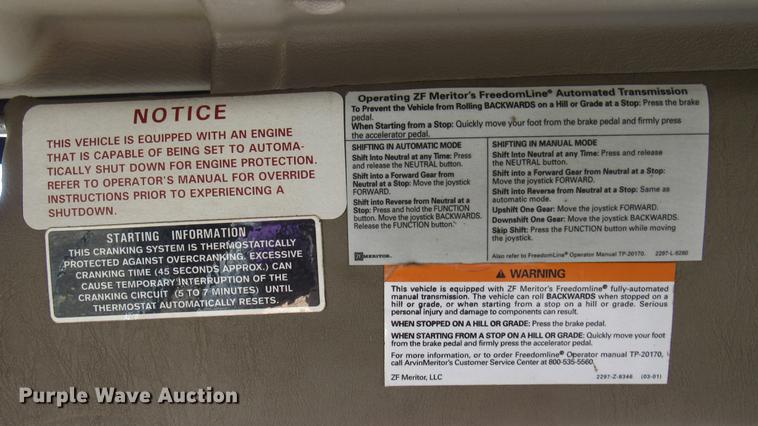 NOTICE
THIS VEHICLE IS EQUIPPED WITH AN ENGINE
THAT IS CAPABLE OF BEING SET TO AUTOMA-
TICALLY SHUT DOWN FOR ENGINE PROTECTION.
REFER TO OPERATOR'S MANUAL FOR OVERRIDE
INSTRUCTIONS PRIOR TO EXPERIENCING A
SHUTDOWN.
STARTING INFORMATION
THIS CRANKING SYSTEM IS THERMOSTATICALLY
PROTECTED AGAINST OVERCRANKING. EXCESSIVE
CRANKING TIME (45 SECONDS APPROX.) CAN
CAUSE TEMPORARY INTERRUPTION OF THE
CRANKING CIRCUIT (5 TO 7 MINUTES) UNTIL
THERMOSTAT AUTOMATICALLY RESETS.
Operating ZF Meritor's FreedomLine® Automated Transmission
To Prevent the Vehicle from Rolling BACKWARDS on a Hill or Grade at a Stop: Press the brake
pedal.
When Starting from a Stop: Quickly move your foot from the brake pedal and firmly press
the accelerator pedal.
SHIFTING IN AUTOMATIC MODE
Shift Into Neutral at any Time: Press
and release the NEUTRAL button.
Shift into a Forward Gear from
Neutral at a Stop: Move the joystick
FORWARD.
Shift into Reverse from Neutral at a
Stop: Press and hold the FUNCTION
button. Move the joystick BACKWARDS.
Release the FUNCTION button.
MERITOR.
SHIFTING IN MANUAL MODE
Shift Into Neutral at any Time: Press and release
the NEUTRAL button.
Shift into a Forward Gear from Neutral at a Stop:
Move the joystick FORWARD.
Shift into Reverse from Neutral at a Stop: Same as
automatic mode.
Upshift One Gear: Move the joystick FORWARD.
Downshift One Gear: Move the joystick BACKWARDS.
Skip Shift: Press the FUNCTION button while moving
the joystick.
Also refer to FreedomLine® Operator Manual TP-20170. 2297-L-6280
WARNING
This vehicle is equipped with ZF Meritor's Freedomline® fully-automated
manual transmission. The vehicle can roll BACKWARDS when stopped on a
hill or grade, or when starting from a stop on a hill or grade. Serious
personal injury and damage to components can result.
WHEN STOPPED ON A HILL OR GRADE: Press the brake pedal.
WHEN STARTING FROM A STOP ON A HILL OR GRADE: Quickly move your foot
from the brake pedal and firmly press the accelerator pedal.
For more information, or to order Freedomline® Operator manual TP-20170,
call ArvinMeritor's Customer Service Center at 800-535-5560.
ZF Meritor, LLC 2297-Z-8346 (03-01)
Purple Wave Auction